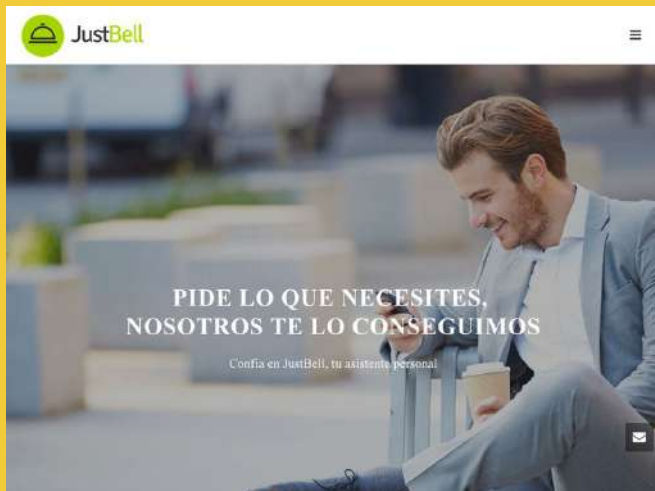 JustBell
PIDE LO QUE NECESITES,
NOSOTROS TE LO CONSEGUIMOS
Confía en JustBell, tu asistente personal